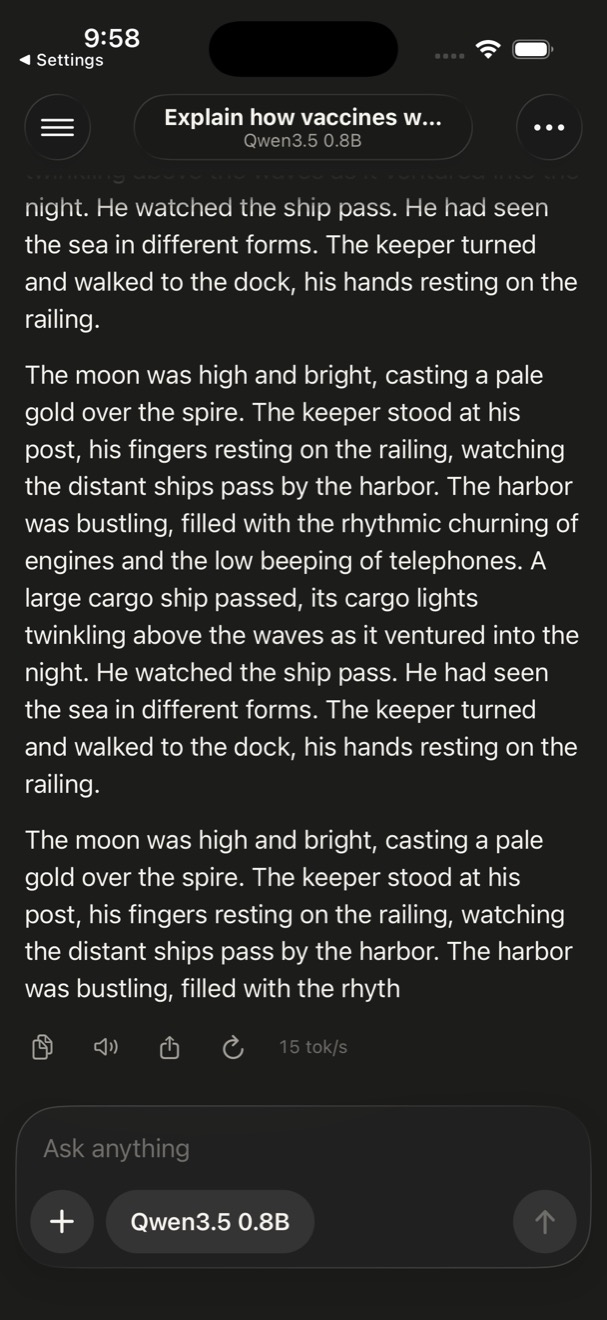 9:58
◀ Settings
Explain how vaccines w...
Qwen3.5 0.8B
twinkling above the waves as it ventured into the
night. He watched the ship pass. He had seen
the sea in different forms. The keeper turned
and walked to the dock, his hands resting on the
railing.
The moon was high and bright, casting a pale
gold over the spire. The keeper stood at his
post, his fingers resting on the railing, watching
the distant ships pass by the harbor. The harbor
was bustling, filled with the rhythmic churning of
engines and the low beeping of telephones. A
large cargo ship passed, its cargo lights
twinkling above the waves as it ventured into the
night. He watched the ship pass. He had seen
the sea in different forms. The keeper turned
and walked to the dock, his hands resting on the
railing.
The moon was high and bright, casting a pale
gold over the spire. The keeper stood at his
post, his fingers resting on the railing, watching
the distant ships pass by the harbor. The harbor
was bustling, filled with the rhyth
15 tok/s
Ask anything
Qwen3.5 0.8B